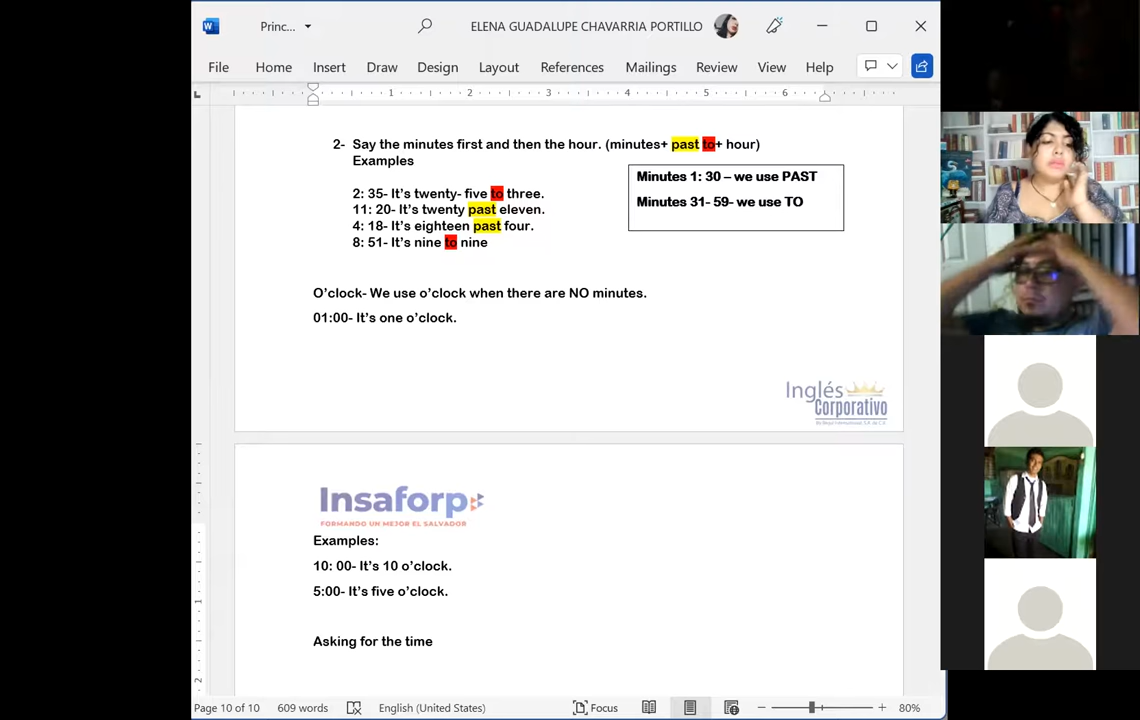 Princ...
ELENA GUADALUPE CHAVARRIA PORTILLO
File Home Insert Draw Design Layout References Mailings Review View Help
1 2 3 4 5 6
2- Say the minutes first and then the hour. (minutes+ past to+ hour)
Examples
2: 35- It's twenty- five to three.
11: 20- It's twenty past eleven.
4: 18- It's eighteen past four.
8: 51- It's nine to nine
Minutes 1: 30 – we use PAST
Minutes 31- 59- we use TO
O'clock- We use o'clock when there are NO minutes.
01:00- It's one o'clock.
Inglés
Corporativo
Insaforp
FORMANDO UN MEJOR EL SALVADOR
Examples:
10: 00- It's 10 o'clock.
5:00- It's five o'clock.
Asking for the time
Page 10 of 10 609 words English (United States) Focus 80%